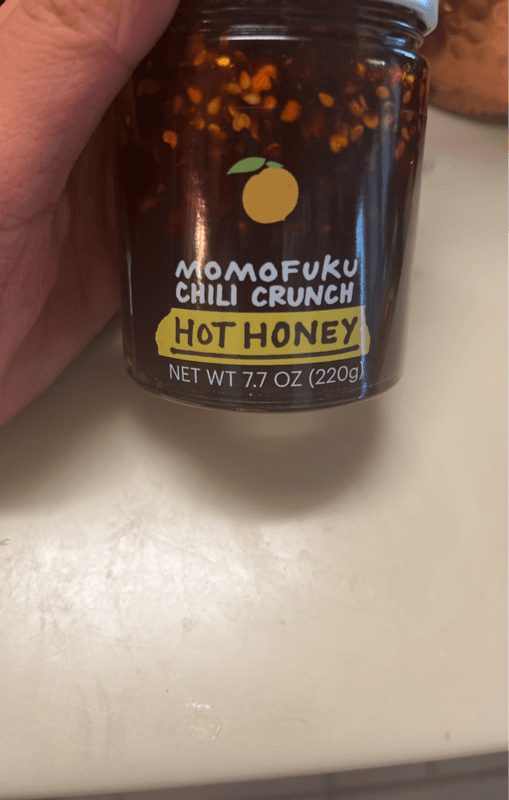 MOMOFUKU
CHILI CRUNCH
HOT HONEY
NET WT 7.7 OZ (220g)